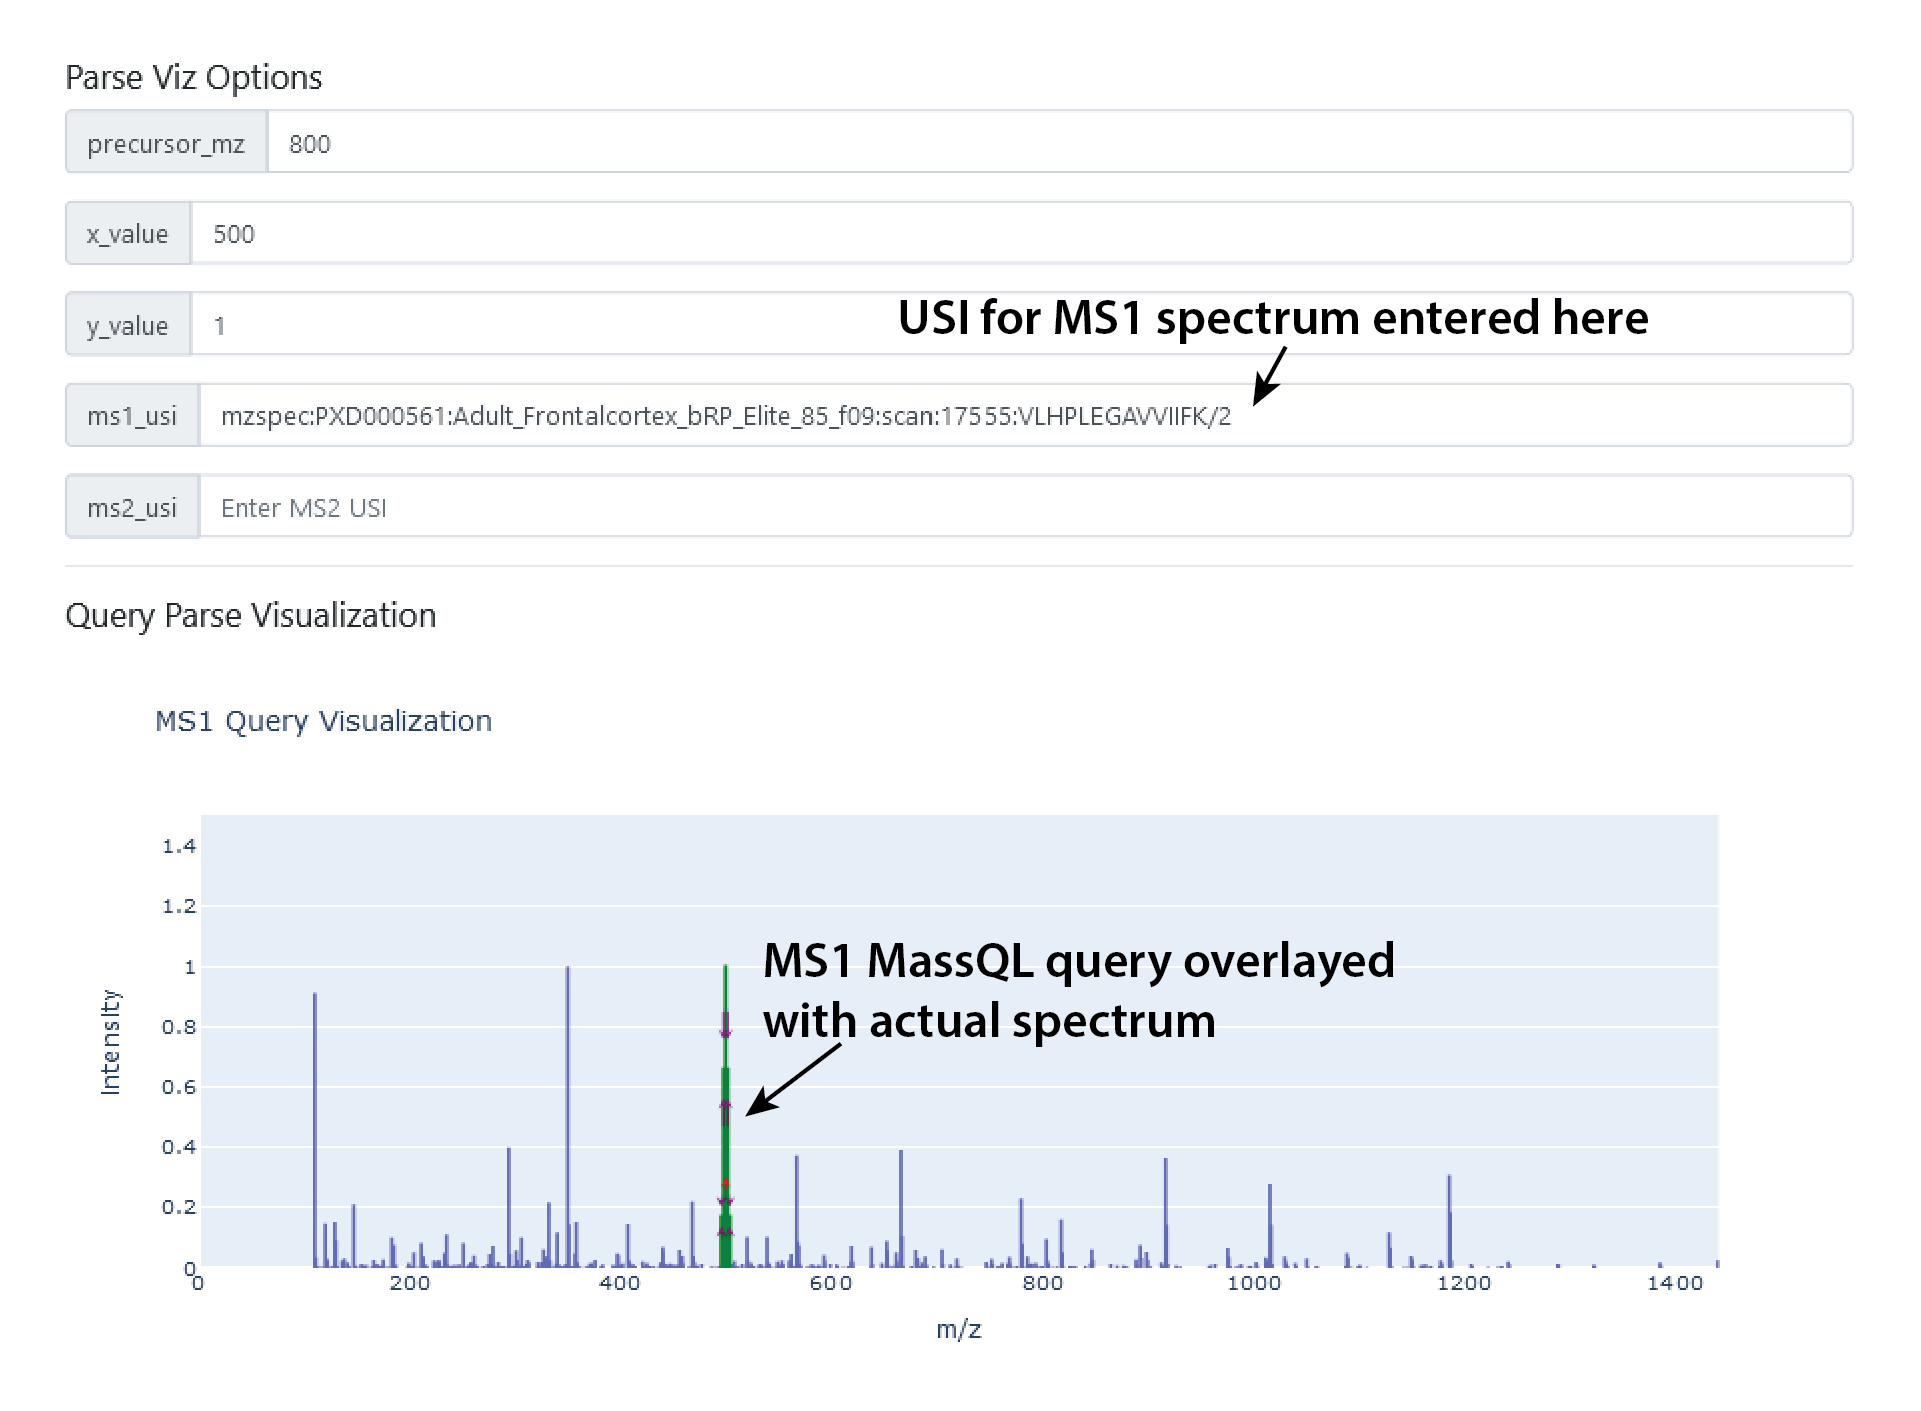 Parse Viz Options
precursor_mz 800
x_value 500
y_value 1
USI for MS1 spectrum entered here
ms1_usi mzspec:PXD000561:Adult_Frontalcortex_bRP_Elite_85_f09:scan:17555:VLHPLEGAVVIIFK/2
ms2_usi Enter MS2 USI
Query Parse Visualization
MS1 Query Visualization
1.4
1.2
1
0.8
0.6
0.4
0.2
0
Intensity
MS1 MassQL query overlayed
with actual spectrum
0 200 400 600 800 1000 1200 1400
m/z